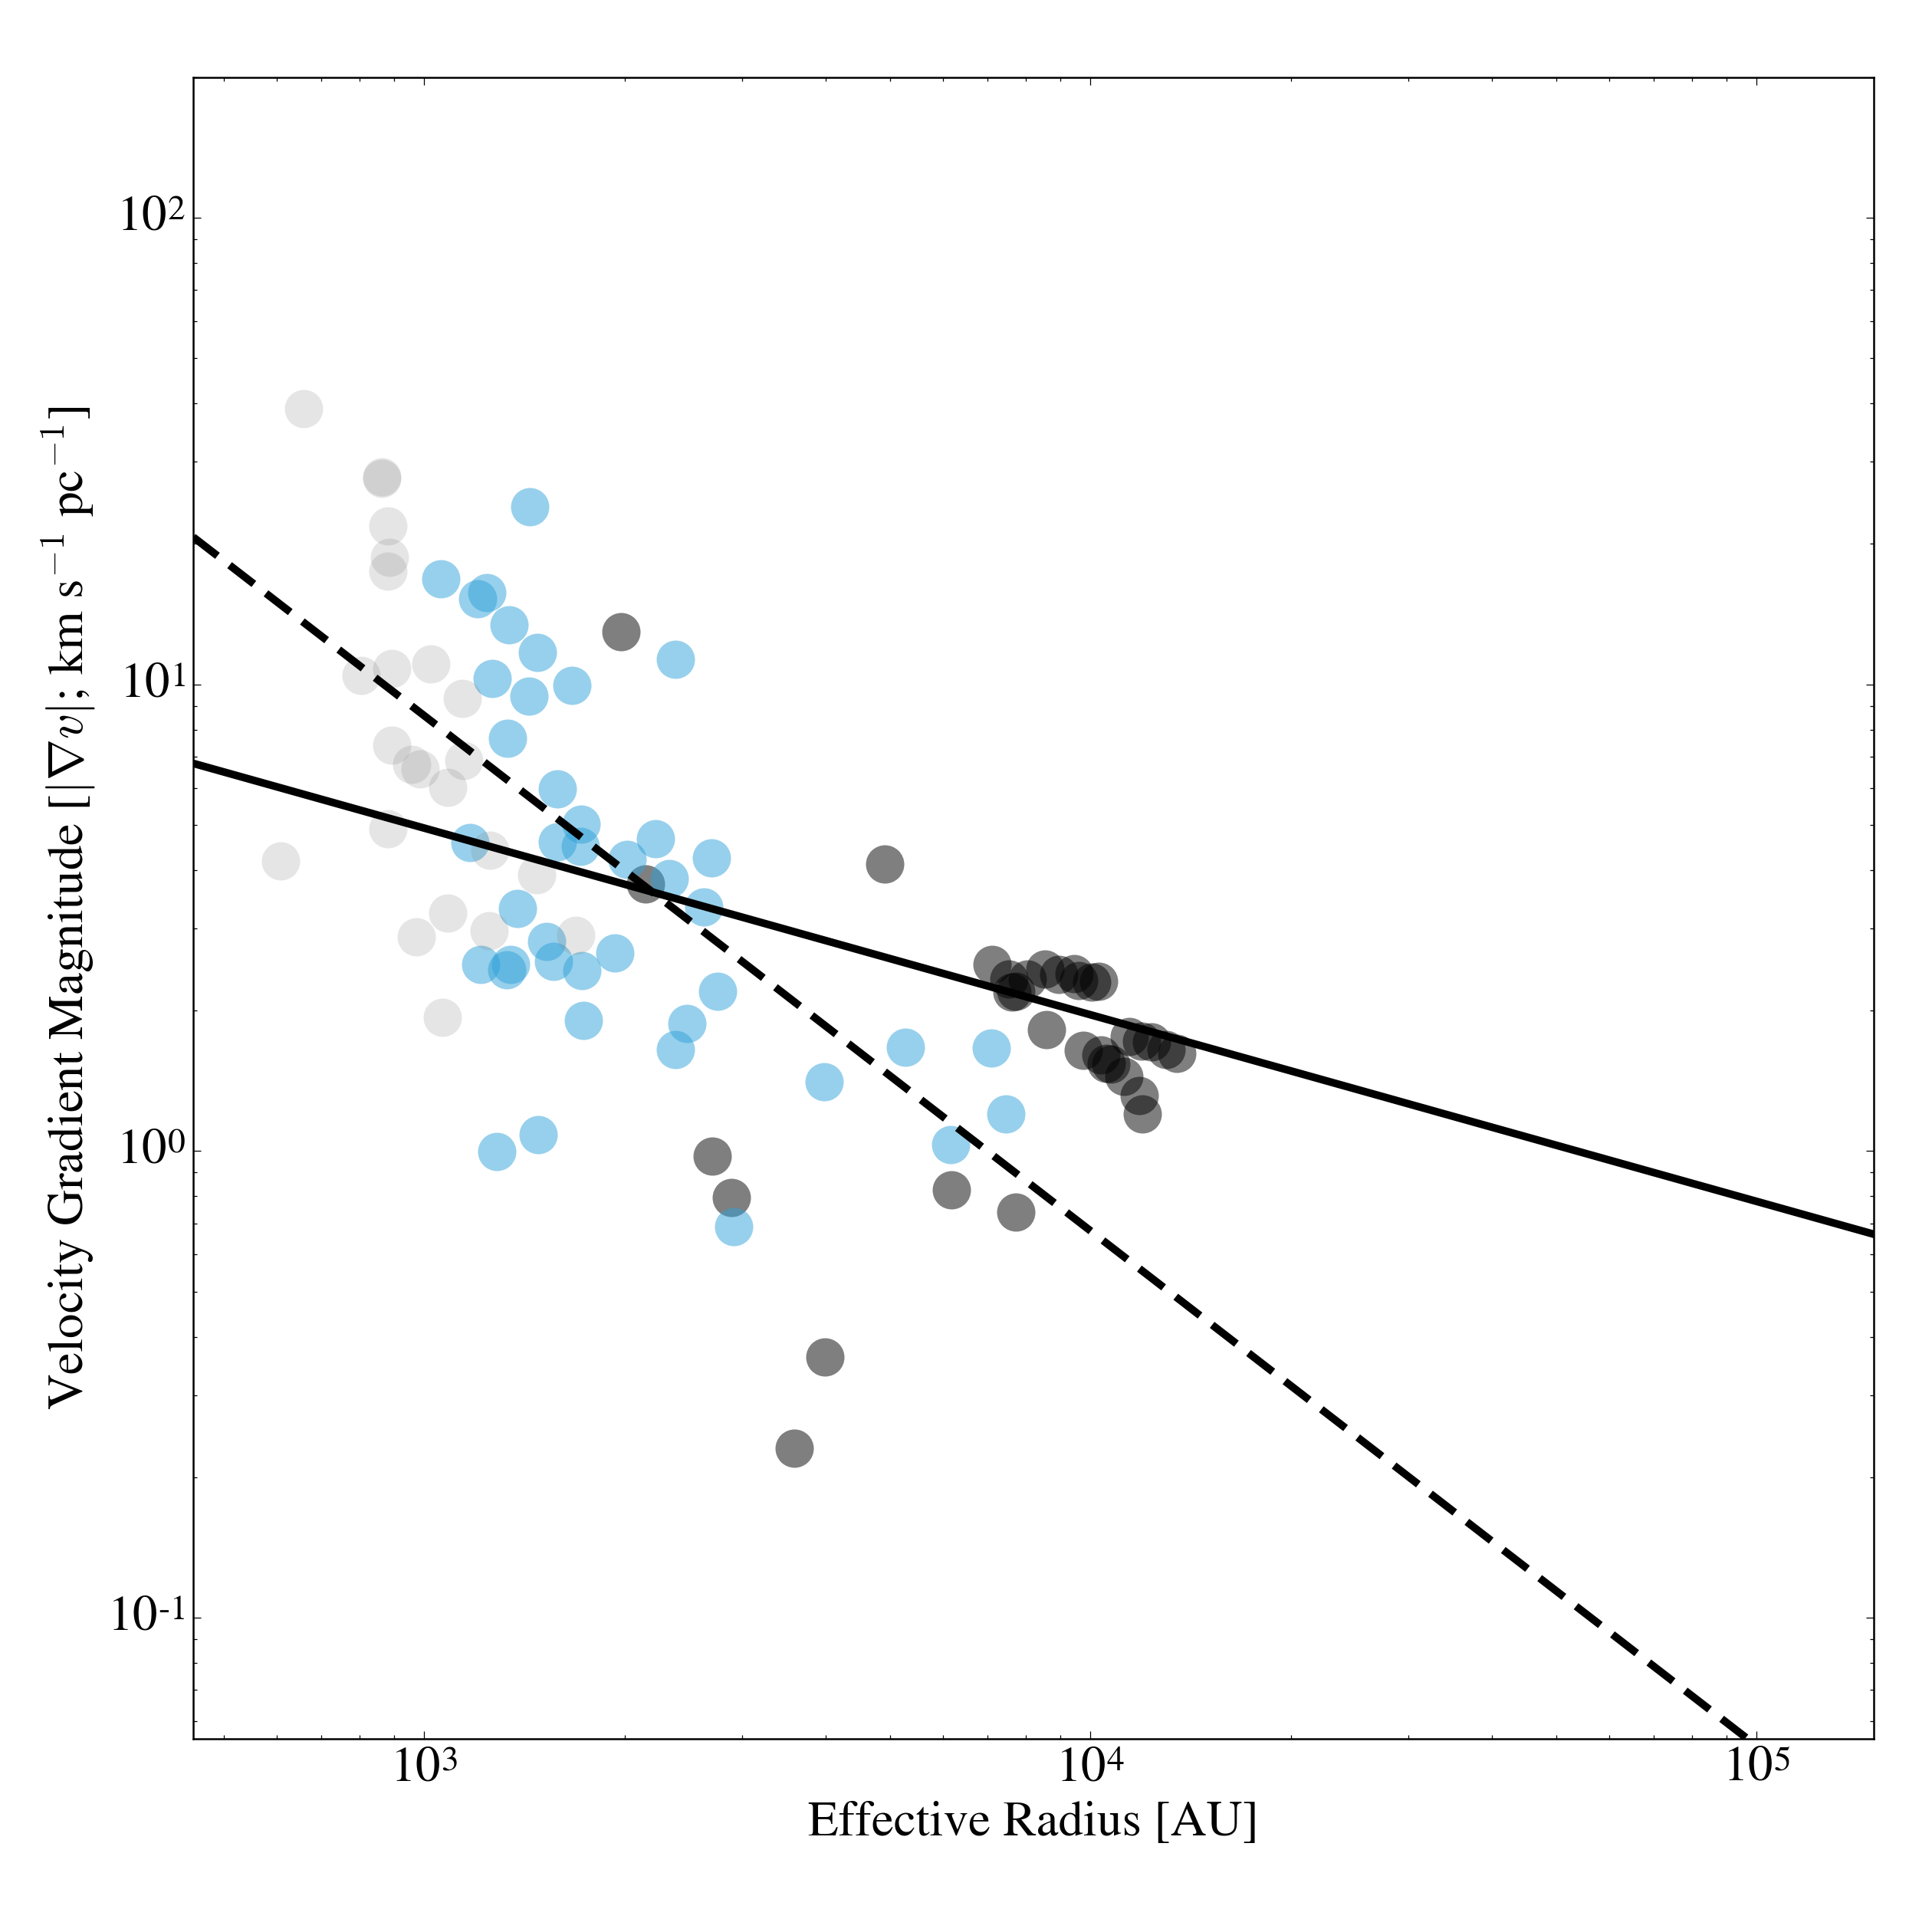 Velocity Gradient Magnitude [|∇v|; km s⁻¹ pc⁻¹]
10²
10¹
10⁰
10⁻¹
10³ 10⁴ 10⁵
Effective Radius [AU]